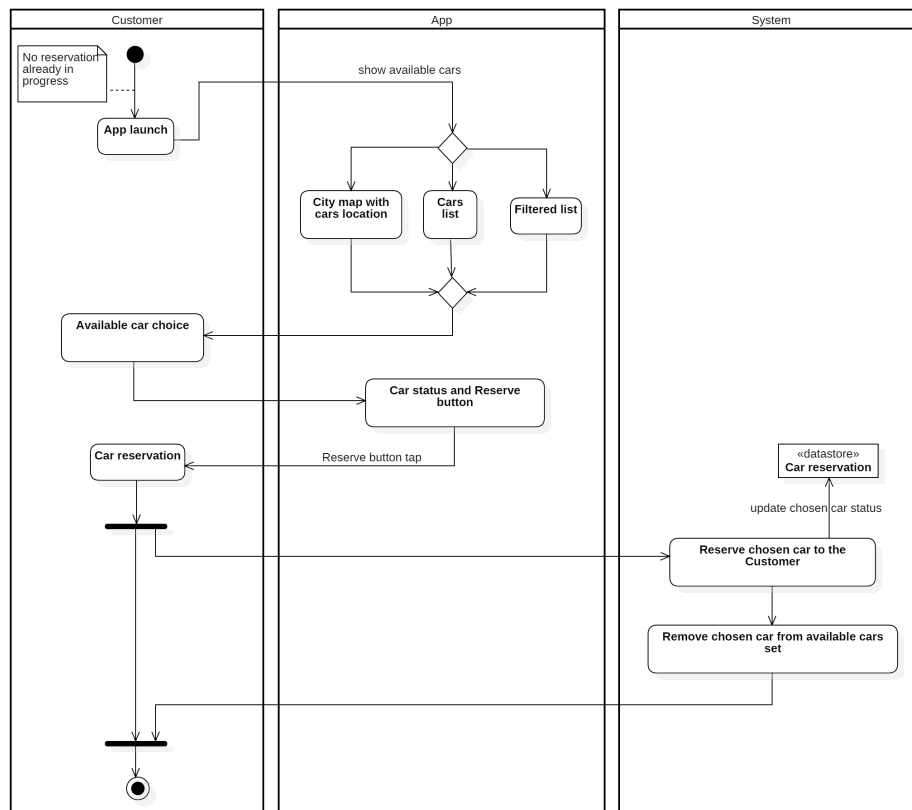 Customer
App
System
No reservation
already in
progress
show available cars
App launch
City map with
cars location
Cars
list
Filtered list
Available car choice
Car status and Reserve
button
Car reservation
Reserve button tap
«datastore»
Car reservation
update chosen car status
Reserve chosen car to the
Customer
Remove chosen car from available cars
set